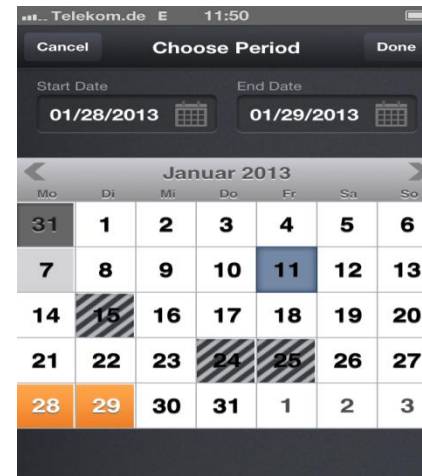 Telekom.de E 11:50
Cancel Choose Period Done
Start Date End Date
01/28/2013 01/29/2013
Januar 2013
Mo Di Mi Do Fr Sa So
31 1 2 3 4 5 6
7 8 9 10 11 12 13
14 15 16 17 18 19 20
21 22 23 24 25 26 27
28 29 30 31 1 2 3